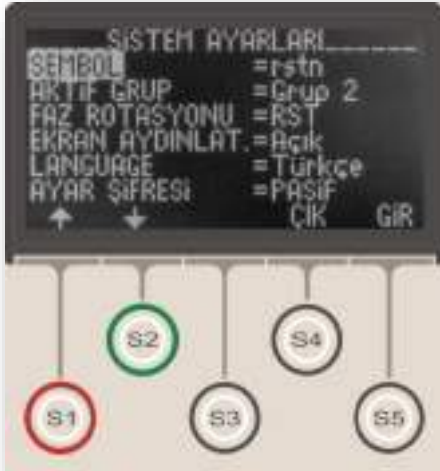 SİSTEM AYARLARI
SEMBOL =rstn
AKTİF GRUP =Grup 2
FAZ ROTASYONU =RST
EKRAN AYDINLAT.=Açık
LANGUAGE =Türkçe
AYAR ŞİFRESİ =PASİF
ÇIK GİR
S2 S4
S1 S3 S5